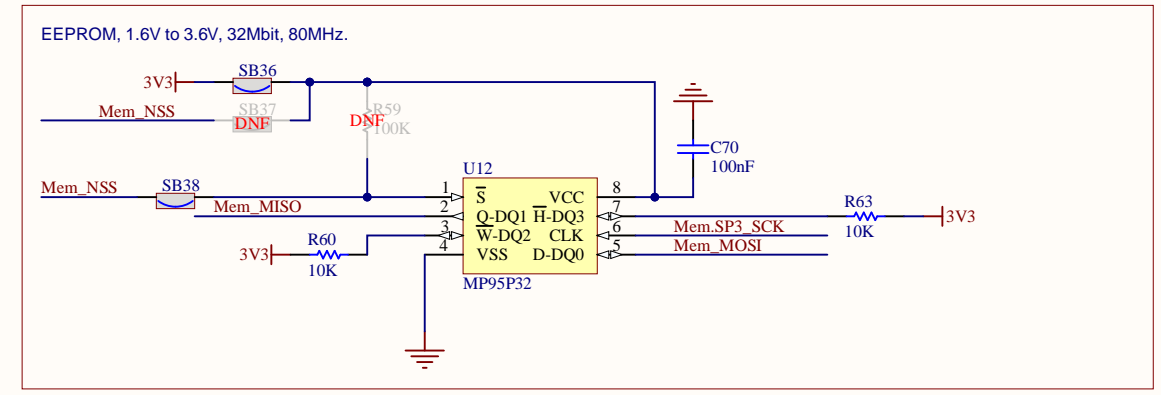 EEPROM, 1.6V to 3.6V, 32Mbit, 80MHz.
SB36
3V3
Mem_NSS
SB37
DNF
R59
DNF
100K
C70
100nF
U12
Mem_NSS
SB38
1
S
VCC
8
Mem_MISO
2
Q-DQ1
H-DQ3
7
R63
3V3
10K
3
W-DQ2
CLK
6
Mem.SP3_SCK
R60
3V3
10K
4
VSS
D-DQ0
5
Mem_MOSI
MP95P32